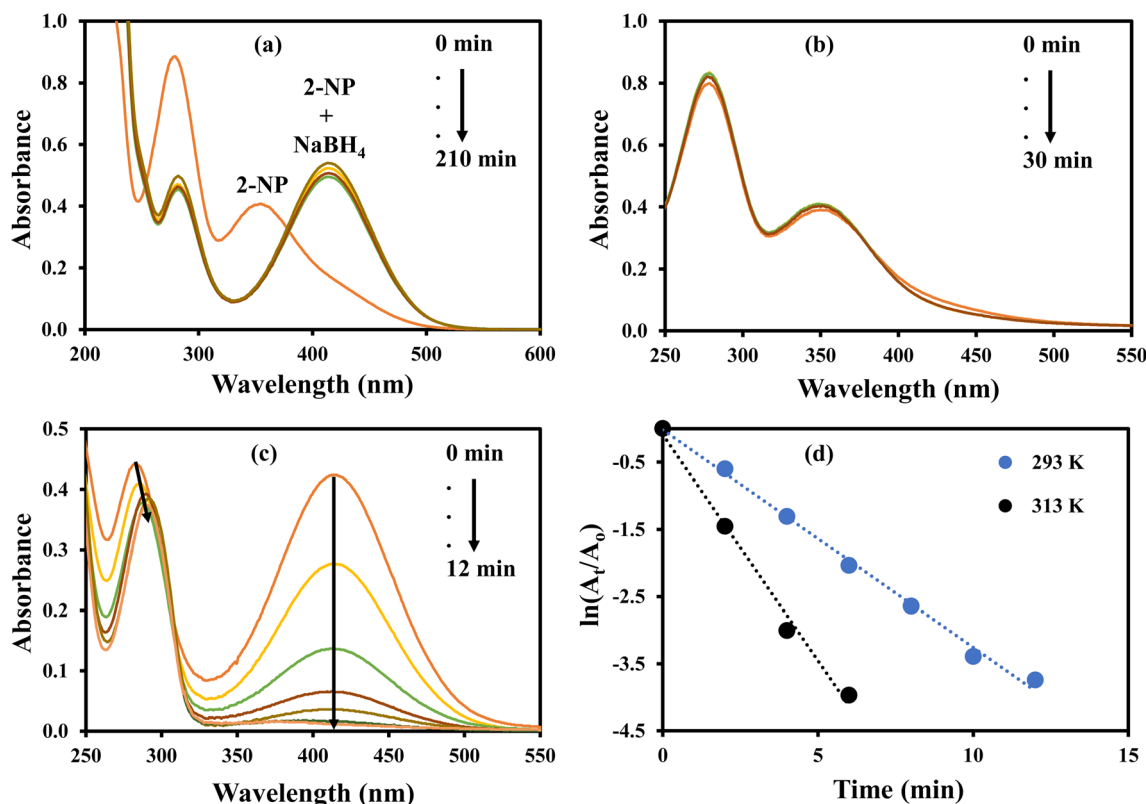 (a)
0 min
2-NP
+
NaBH4
210 min
2-NP
Absorbance
1.0
0.8
0.6
0.4
0.2
0.0
200 300 400 500 600
Wavelength (nm)
(b)
0 min
30 min
Absorbance
1.0
0.8
0.6
0.4
0.2
0.0
250 300 350 400 450 500 550
Wavelength (nm)
(c)
0 min
12 min
Absorbance
0.5
0.4
0.3
0.2
0.1
0.0
250 300 350 400 450 500 550
Wavelength (nm)
(d)
293 K
313 K
ln(At/Ao)
-0.5
-1.5
-2.5
-3.5
-4.5
0 5 10 15
Time (min)